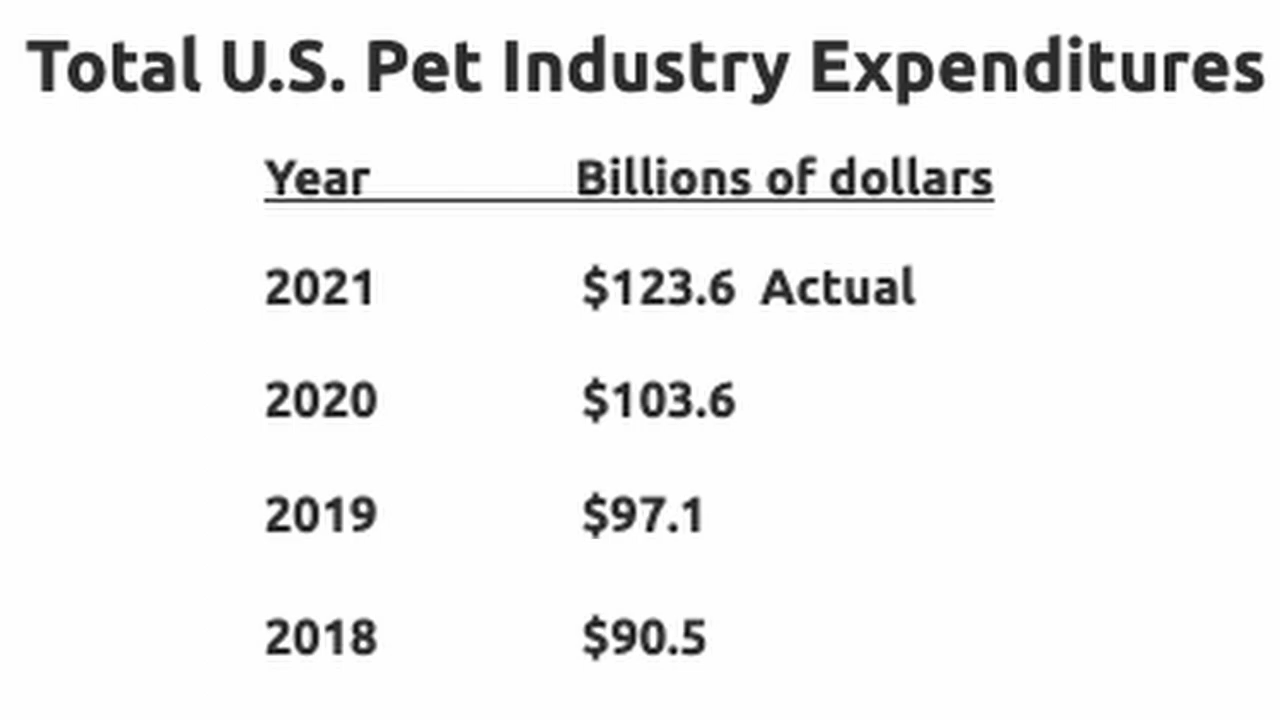 Total U.S. Pet Industry Expenditures
Year Billions of dollars
2021 $123.6 Actual
2020 $103.6
2019 $97.1
2018 $90.5